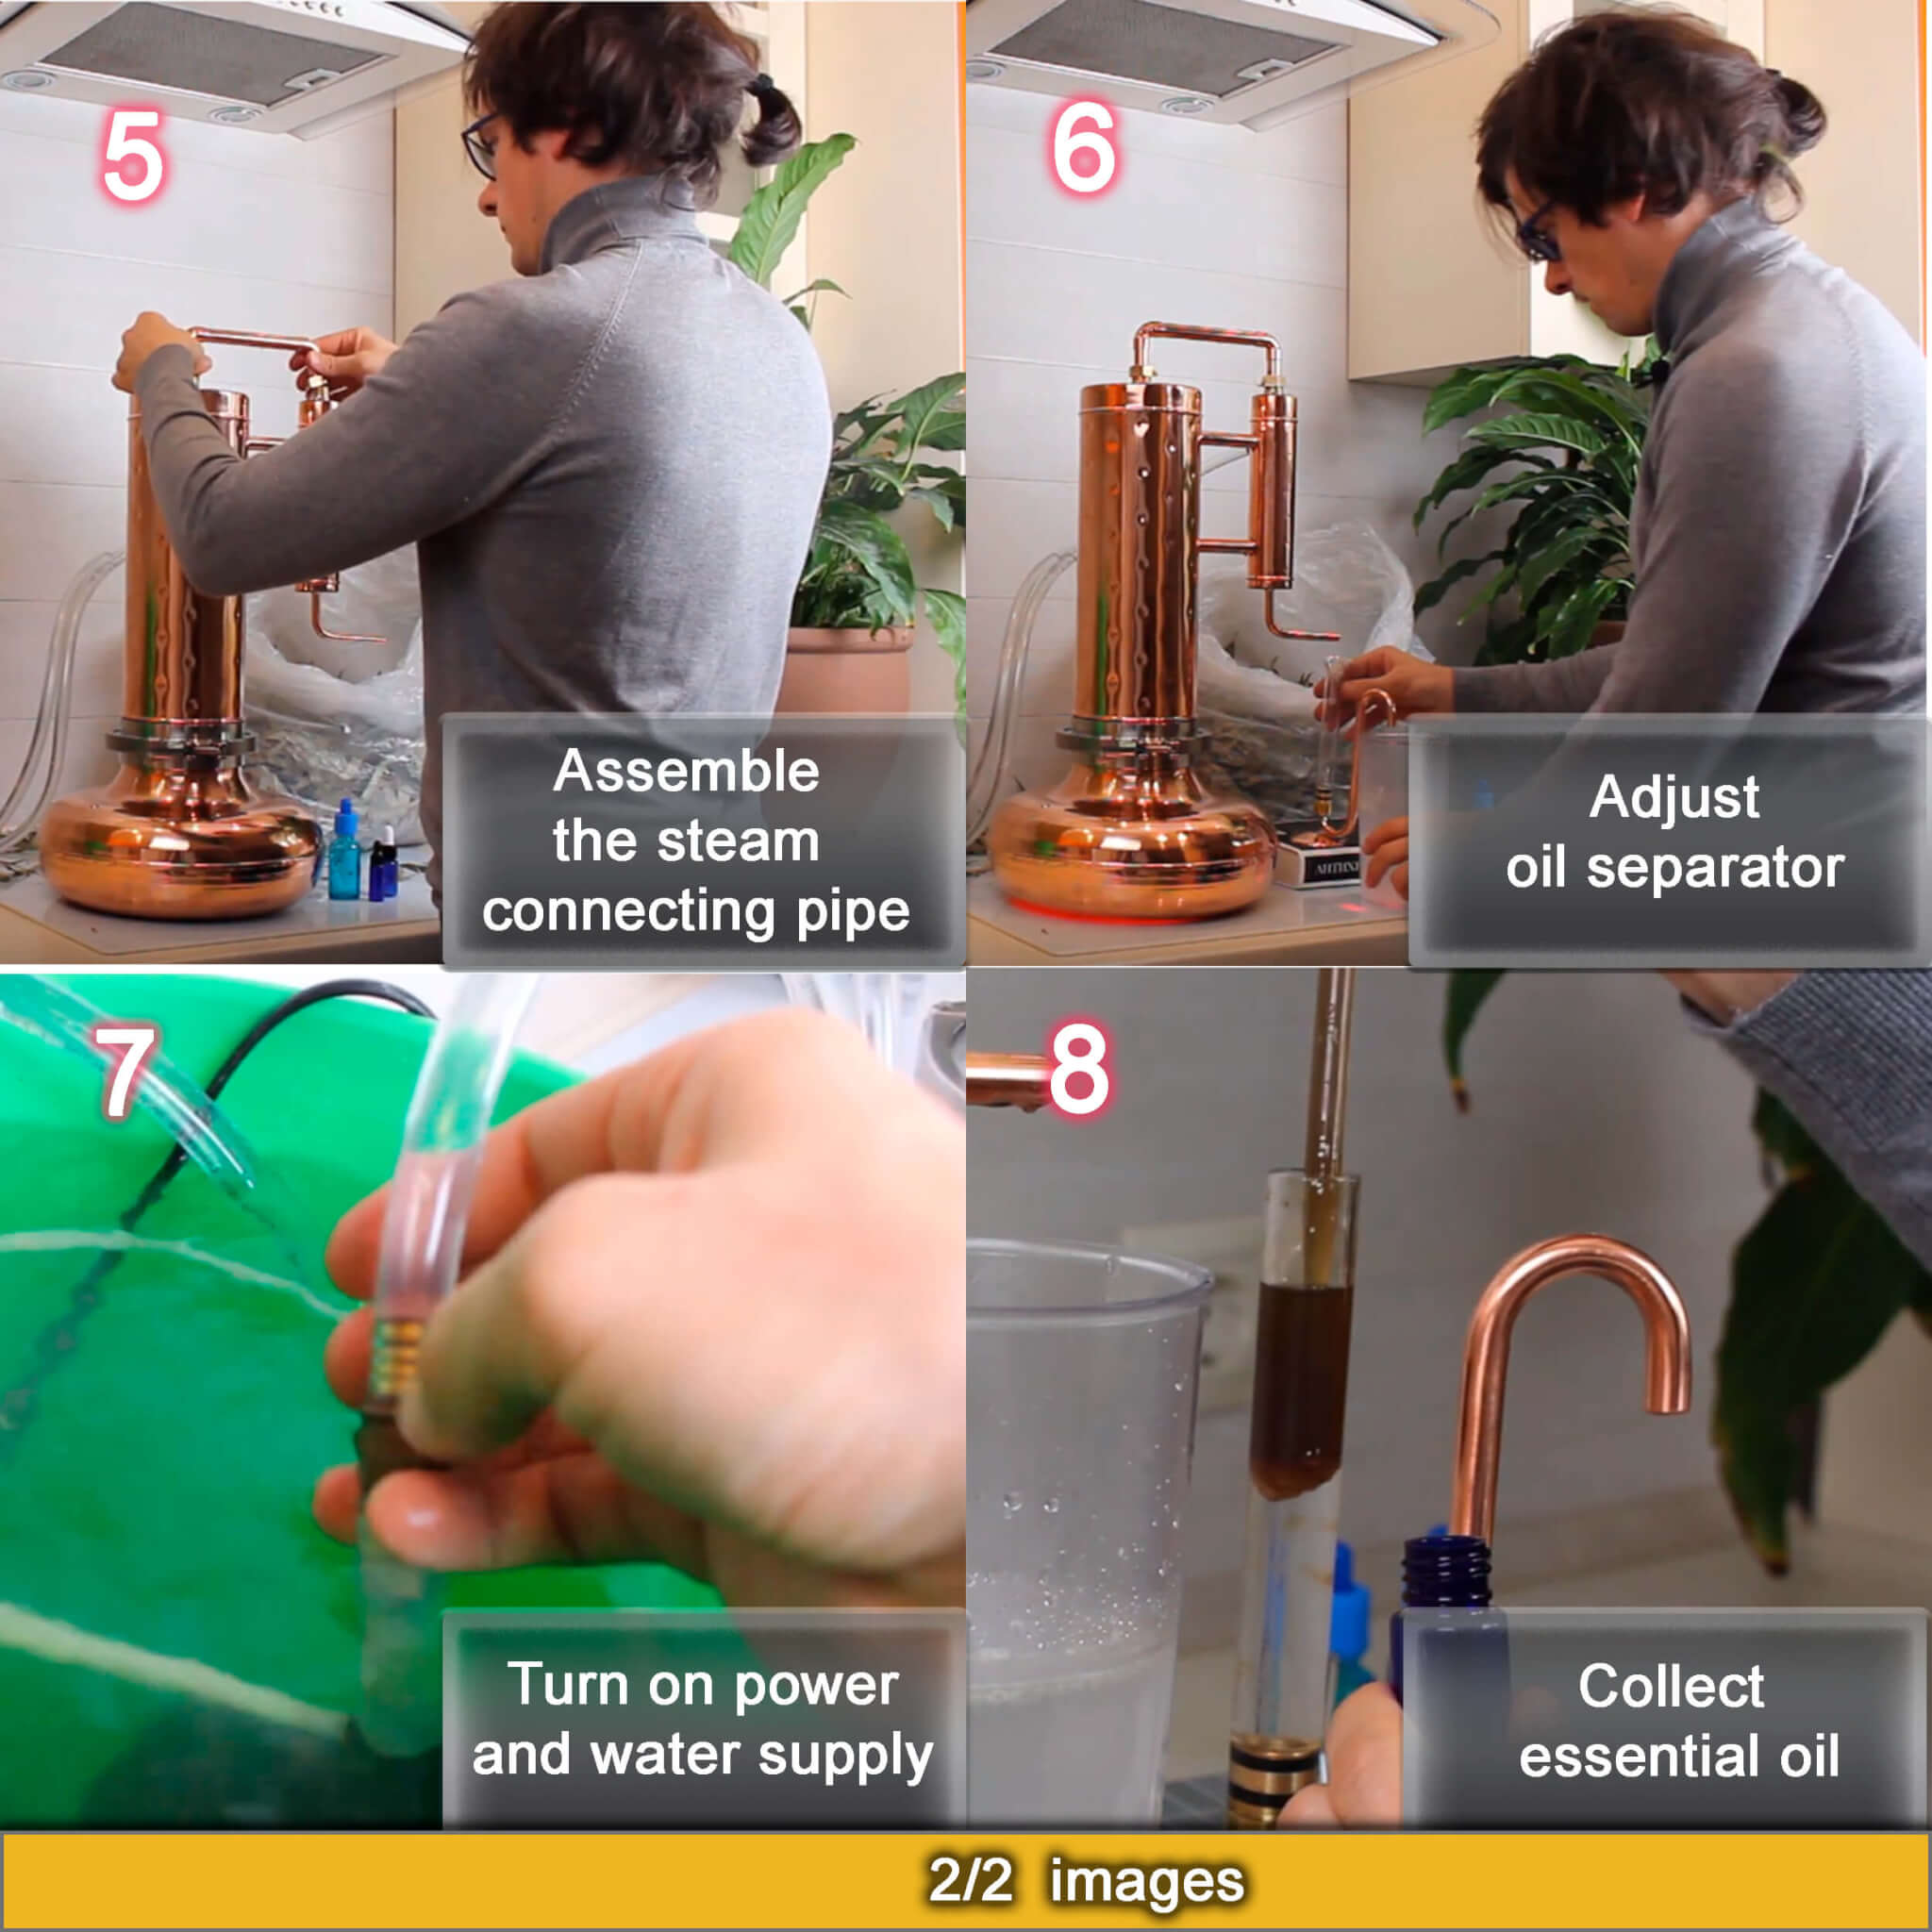 5
Assemble
the steam
connecting pipe
6
Adjust
oil separator
7
Turn on power
and water supply
8
Collect
essential oil
2/2 images